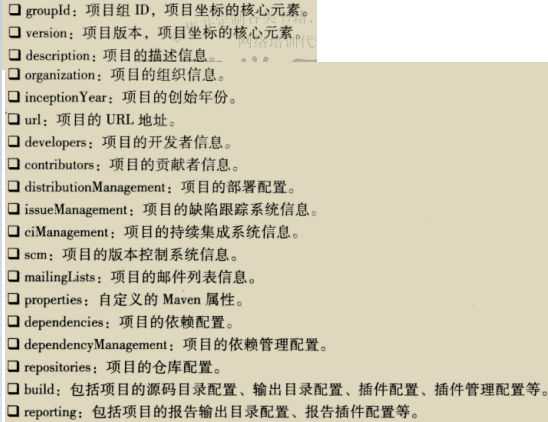 ❑ groupId：项目组 ID，项目坐标的核心元素。
❑ version：项目版本，项目坐标的核心元素。
❑ description：项目的描述信息。
❑ organization：项目的组织信息。
❑ inceptionYear：项目的创始年份。
❑ url：项目的 URL 地址。
❑ developers：项目的开发者信息。
❑ contributors：项目的贡献者信息。
❑ distributionManagement：项目的部署配置。
❑ issueManagement：项目的缺陷跟踪系统信息。
❑ ciManagement：项目的持续集成系统信息。
❑ scm：项目的版本控制系统信息。
❑ mailingLists：项目的邮件列表信息。
❑ properties：自定义的 Maven 属性。
❑ dependencies：项目的依赖配置。
❑ dependencyManagement：项目的依赖管理配置。
❑ repositories：项目的仓库配置。
❑ build：包括项目的源码目录配置、输出目录配置、插件配置、插件管理配置等。
❑ reporting：包括项目的报告输出目录配置、报告插件配置等。